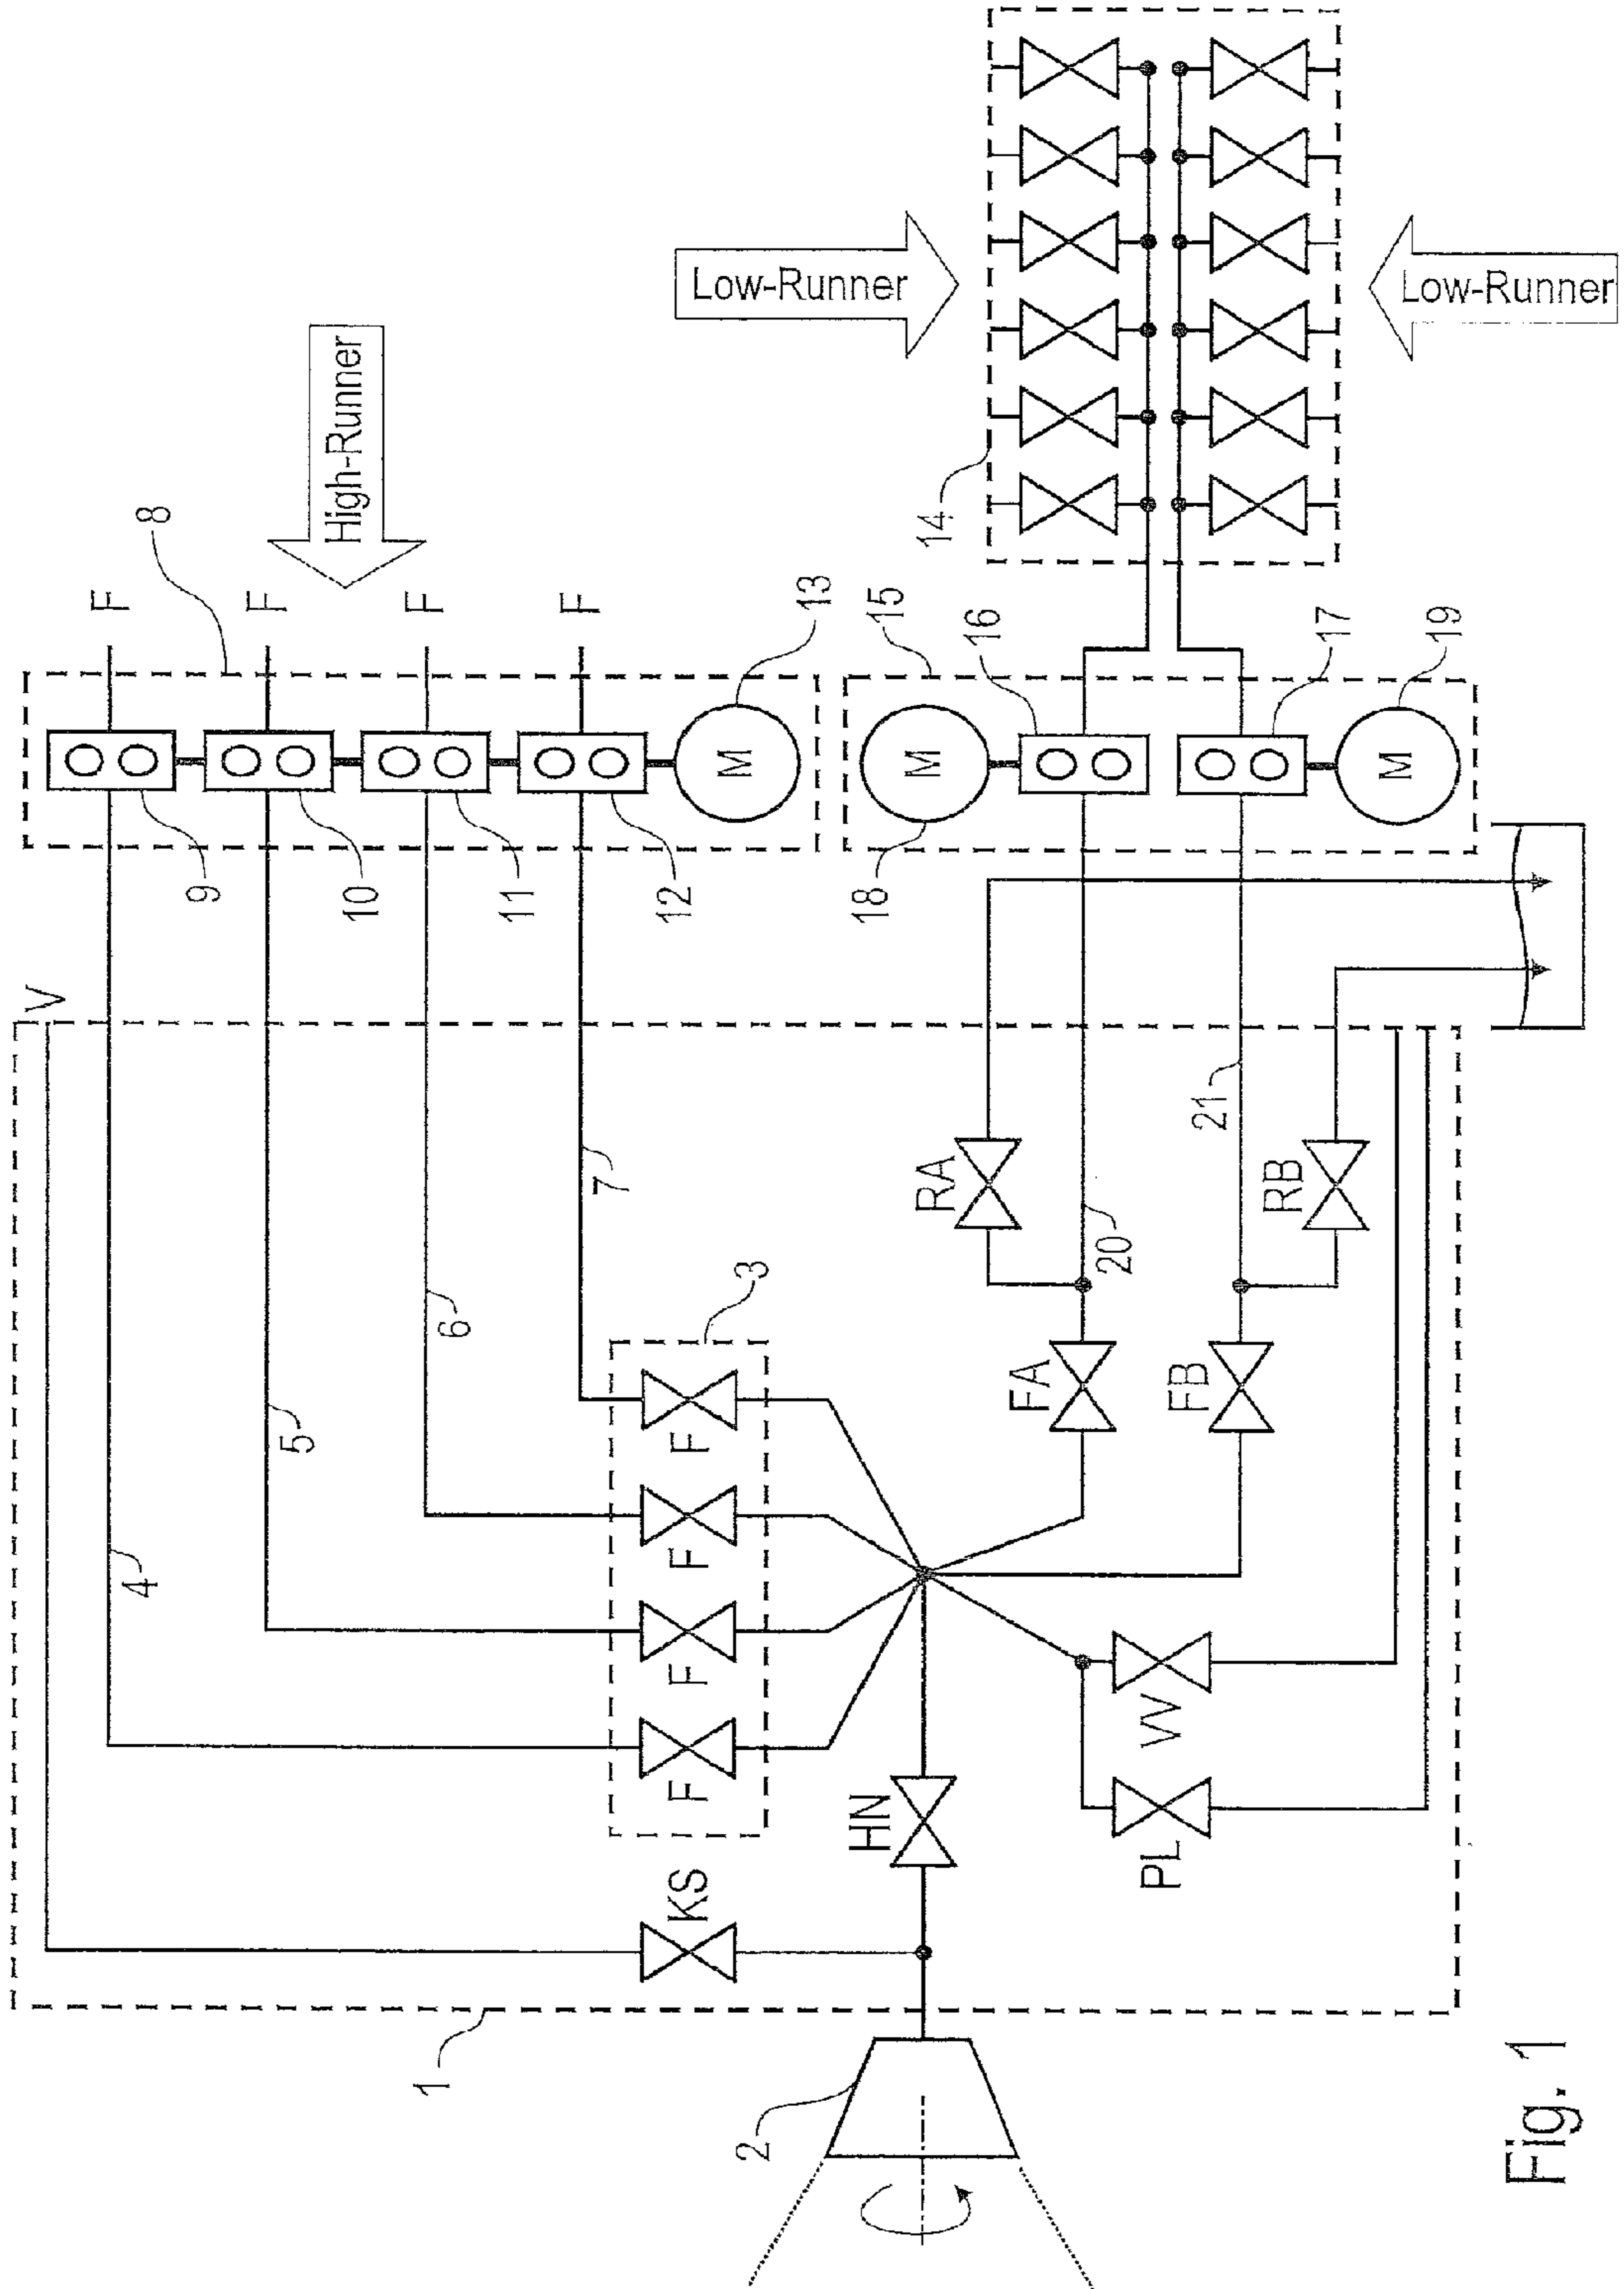 8
High-Runner
F
F
F
F
13
9
10
11
12
M
V
4
5
6
7
3
F
F
F
F
KS
HN
1
2
Low-Runner
Low-Runner
14
15
16
17
18
19
M
M
RA
20
21
RB
FA
FB
VV
PL
Fig. 1